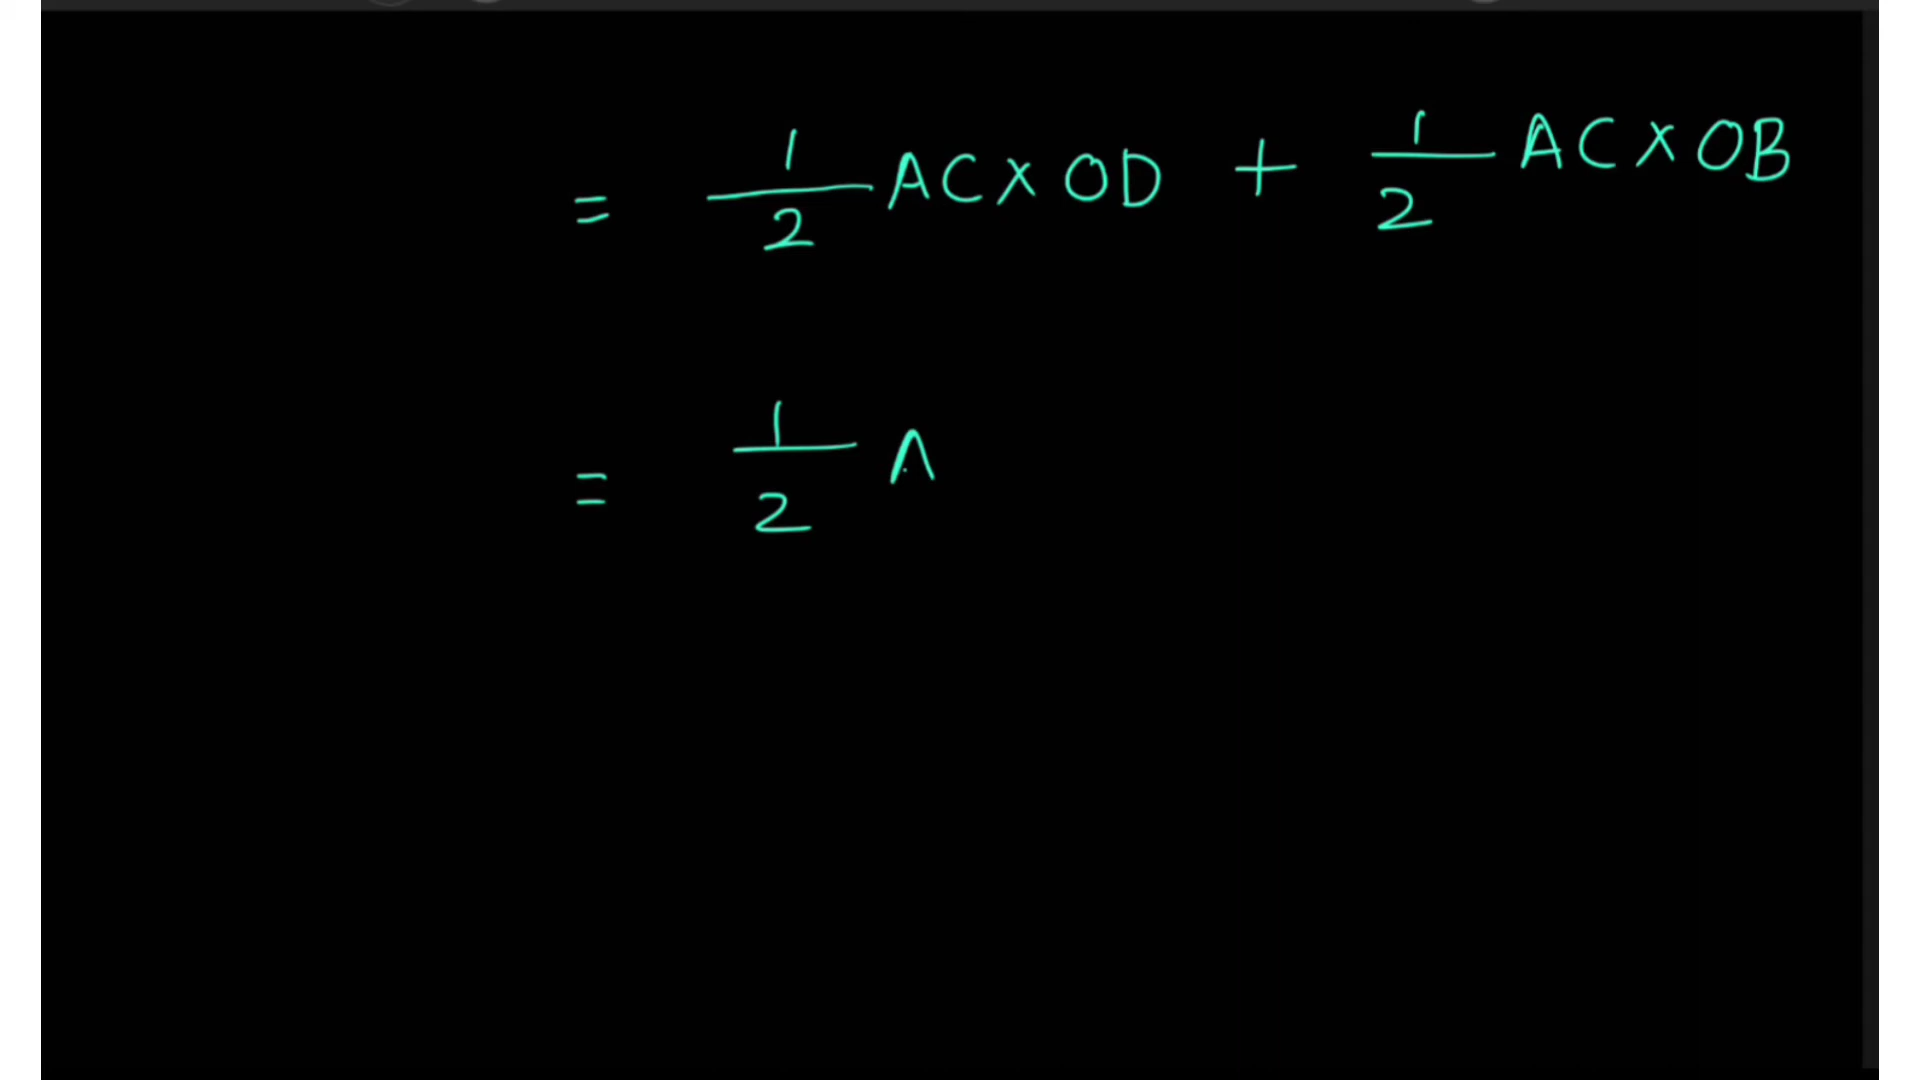 = 1/2 AC X OD + 1/2 AC X OB
= 1/2 A